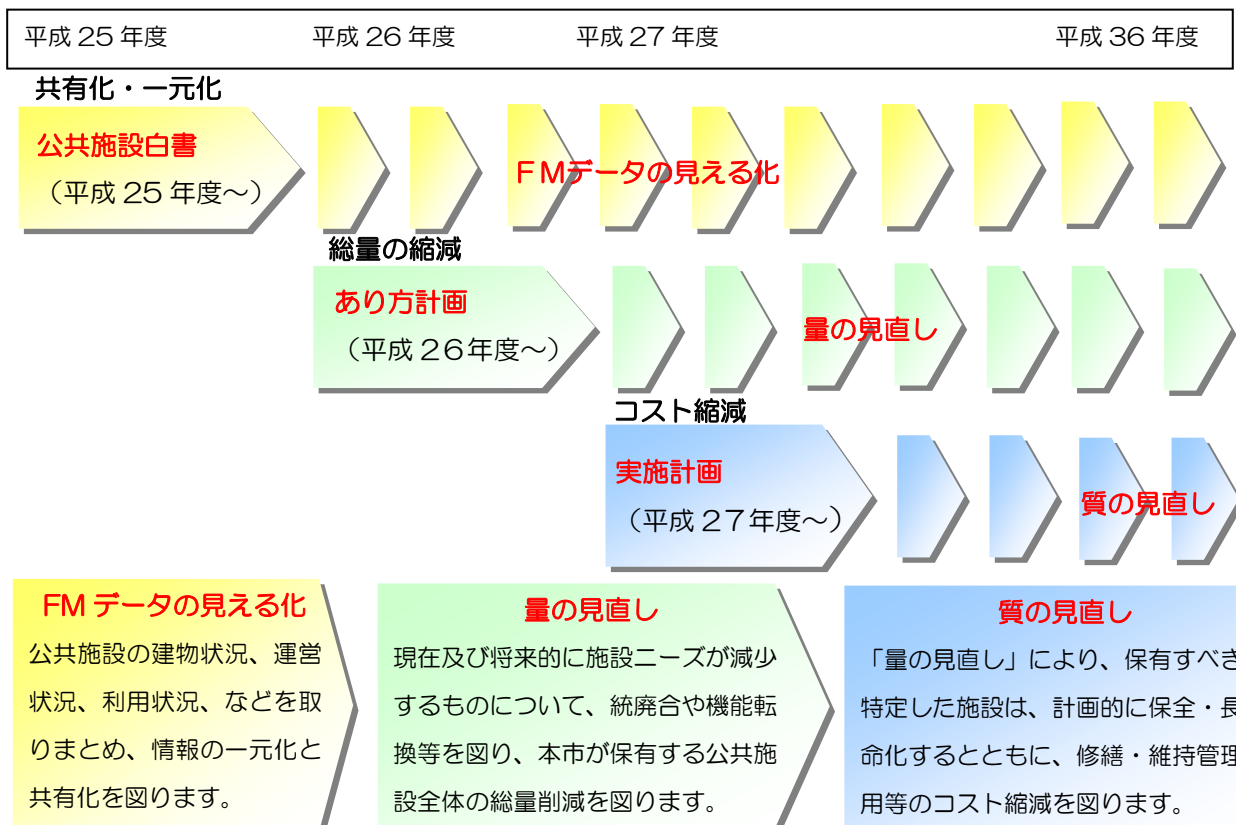 平成 25 年度 平成 26 年度 平成 27 年度 平成 36 年度
共有化・一元化
公共施設白書
（平成 25 年度～）
ＦＭデータの見える化
総量の縮減
あり方計画
（平成 26年度～）
量の見直し
コスト縮減
実施計画
（平成 27年度～）
質の見直し
FM データの見える化
公共施設の建物状況、運営
状況、利用状況、などを取
りまとめ、情報の一元化と
共有化を図ります。
量の見直し
現在及び将来的に施設ニーズが減少
するものについて、統廃合や機能転
換等を図り、本市が保有する公共施
設全体の総量削減を図ります。
質の見直し
「量の見直し」により、保有すべき
特定した施設は、計画的に保全・長
命化するとともに、修繕・維持管理
用等のコスト縮減を図ります。